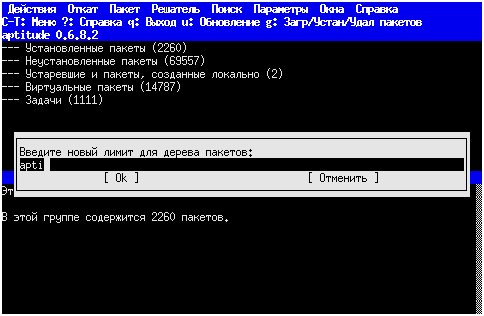 Действия Откат Пакет Решатель Поиск Параметры Окна Справка
C-T: Меню ?: Справка q: Выход u: Обновление g: Загр/Устан/Удал пакетов
aptitude 0.6.8.2
--- Установленные пакеты (2260)
--- Неустановленные пакеты (69557)
--- Устаревшие и пакеты, созданные локально (2)
--- Виртуальные пакеты (14787)
--- Задачи (1111)
Введите новый лимит для дерева пакетов:
apti
[ Ok ] [ Отменить ]
Эт
В этой группе содержится 2260 пакетов.